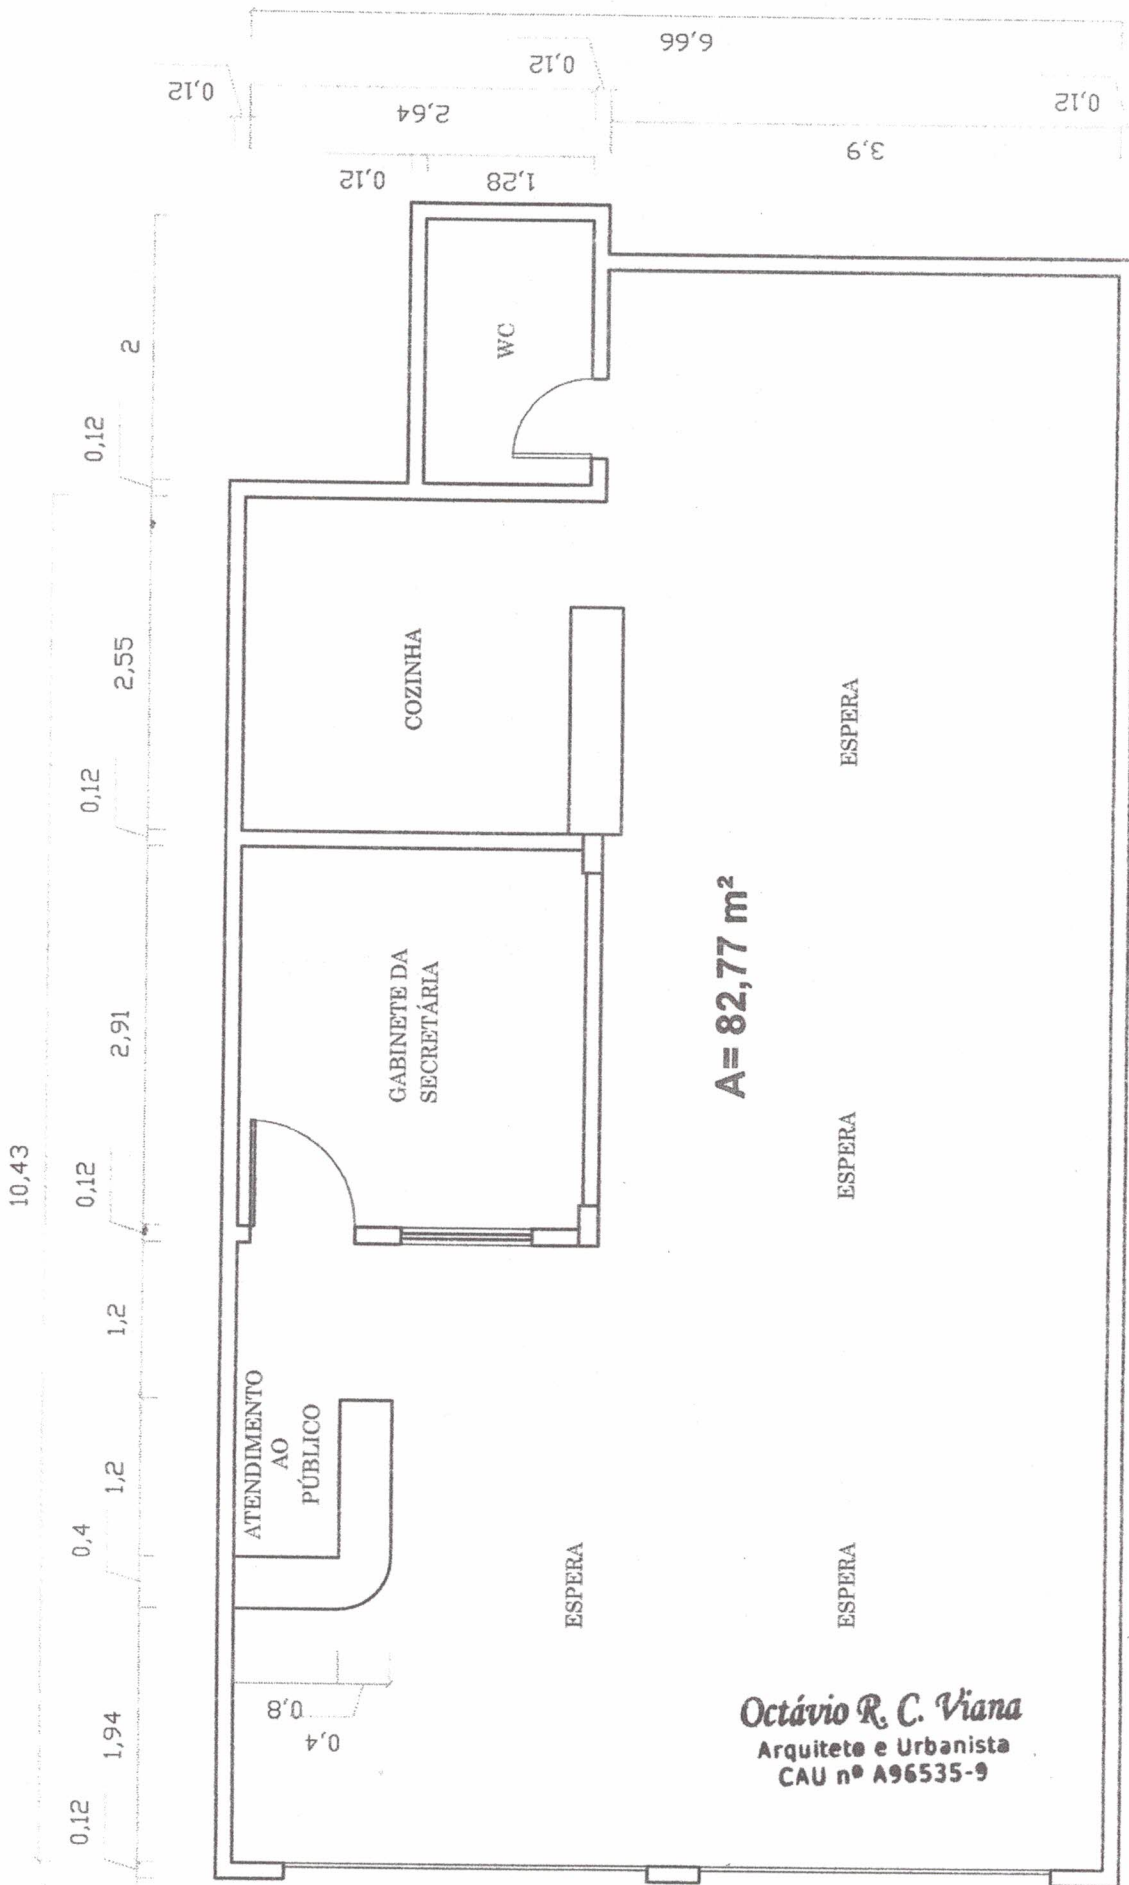 10,43
0,12
1,94
0,4
1,2
1,2
0,12
2,91
0,12
2,55
0,12
2
0,12
2,64
0,12
6,66
0,12
1,28
3,9
0,12
0,8
0,4
ATENDIMENTO
AO
PÚBLICO
GABINETE DA
SECRETÁRIA
COZINHA
WC
ESPERA
ESPERA
ESPERA
ESPERA
A= 82,77 m²
Octávio R. C. Viana
Arquiteto e Urbanista
CAU nº A96535-9